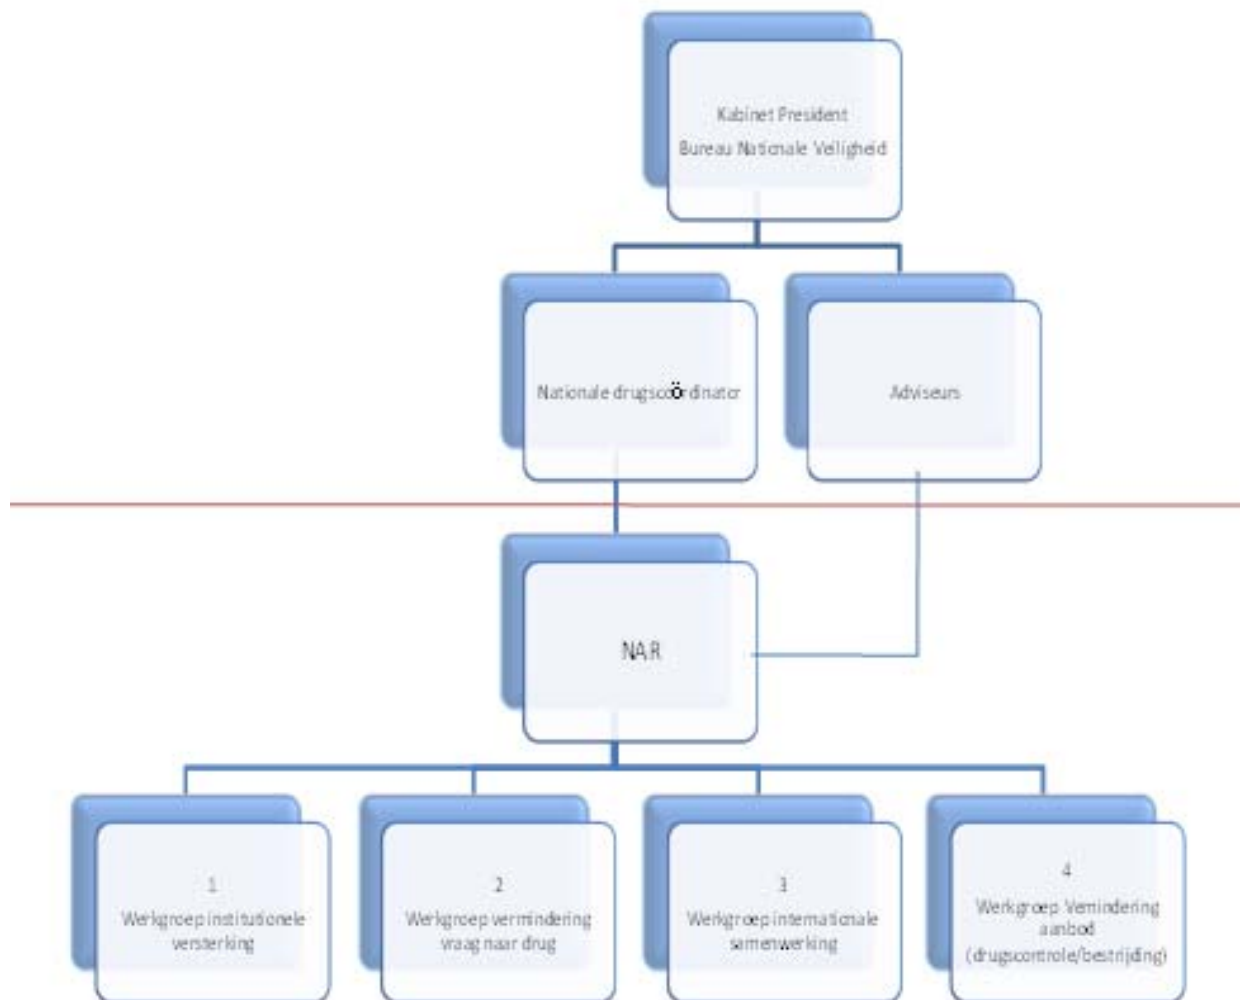 Kabinet President
Bureau Nationale Veiligheid
Nationale drugscoÖrdinator
Adviseurs
NAR
1
Werkgroep institutionele
versterking
2
Werkgroep vermindering
vraag naar drug
3
Werkgroep internationale
samenwerking
4
Werkgroep Vemindering
aanbod
(drugscontrole/bestrijding)